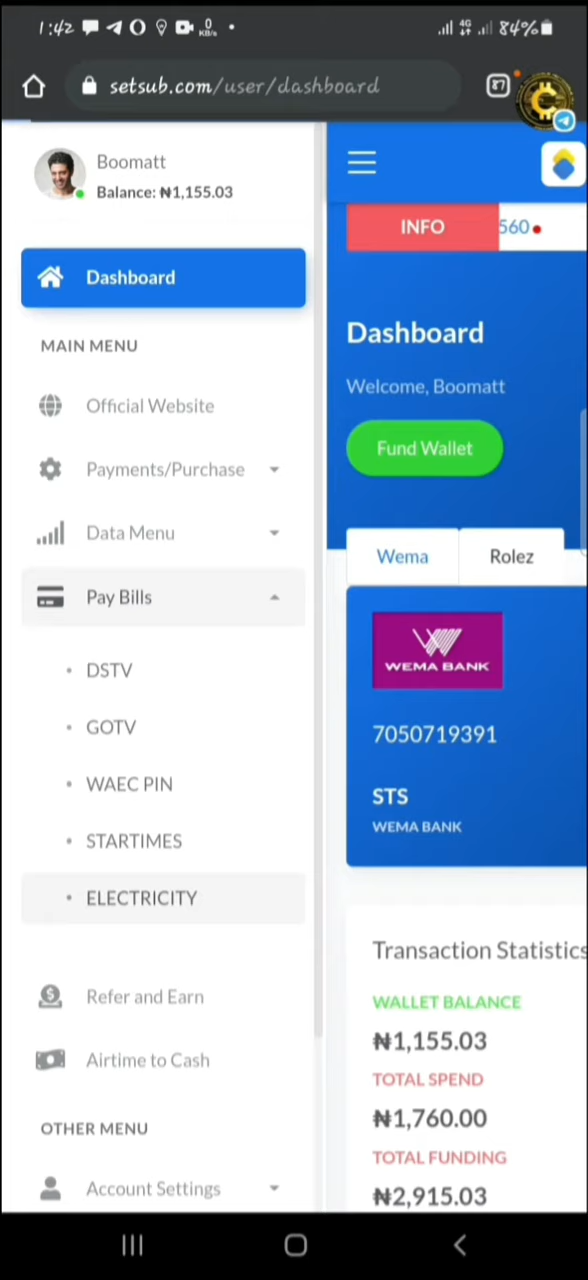 1:42
0
KB/s
4G
84%
setsub.com/user/dashboard
Boomatt
Balance: ₦1,155.03
Dashboard
MAIN MENU
Official Website
Payments/Purchase
Data Menu
Pay Bills
DSTV
GOTV
WAEC PIN
STARTIMES
ELECTRICITY
Refer and Earn
Airtime to Cash
OTHER MENU
Account Settings
INFO
560
Dashboard
Welcome, Boomatt
Fund Wallet
Wema
Rolez
WEMA BANK
7050719391
STS
WEMA BANK
Transaction Statistics
WALLET BALANCE
₦1,155.03
TOTAL SPEND
₦1,760.00
TOTAL FUNDING
₦2,915.03